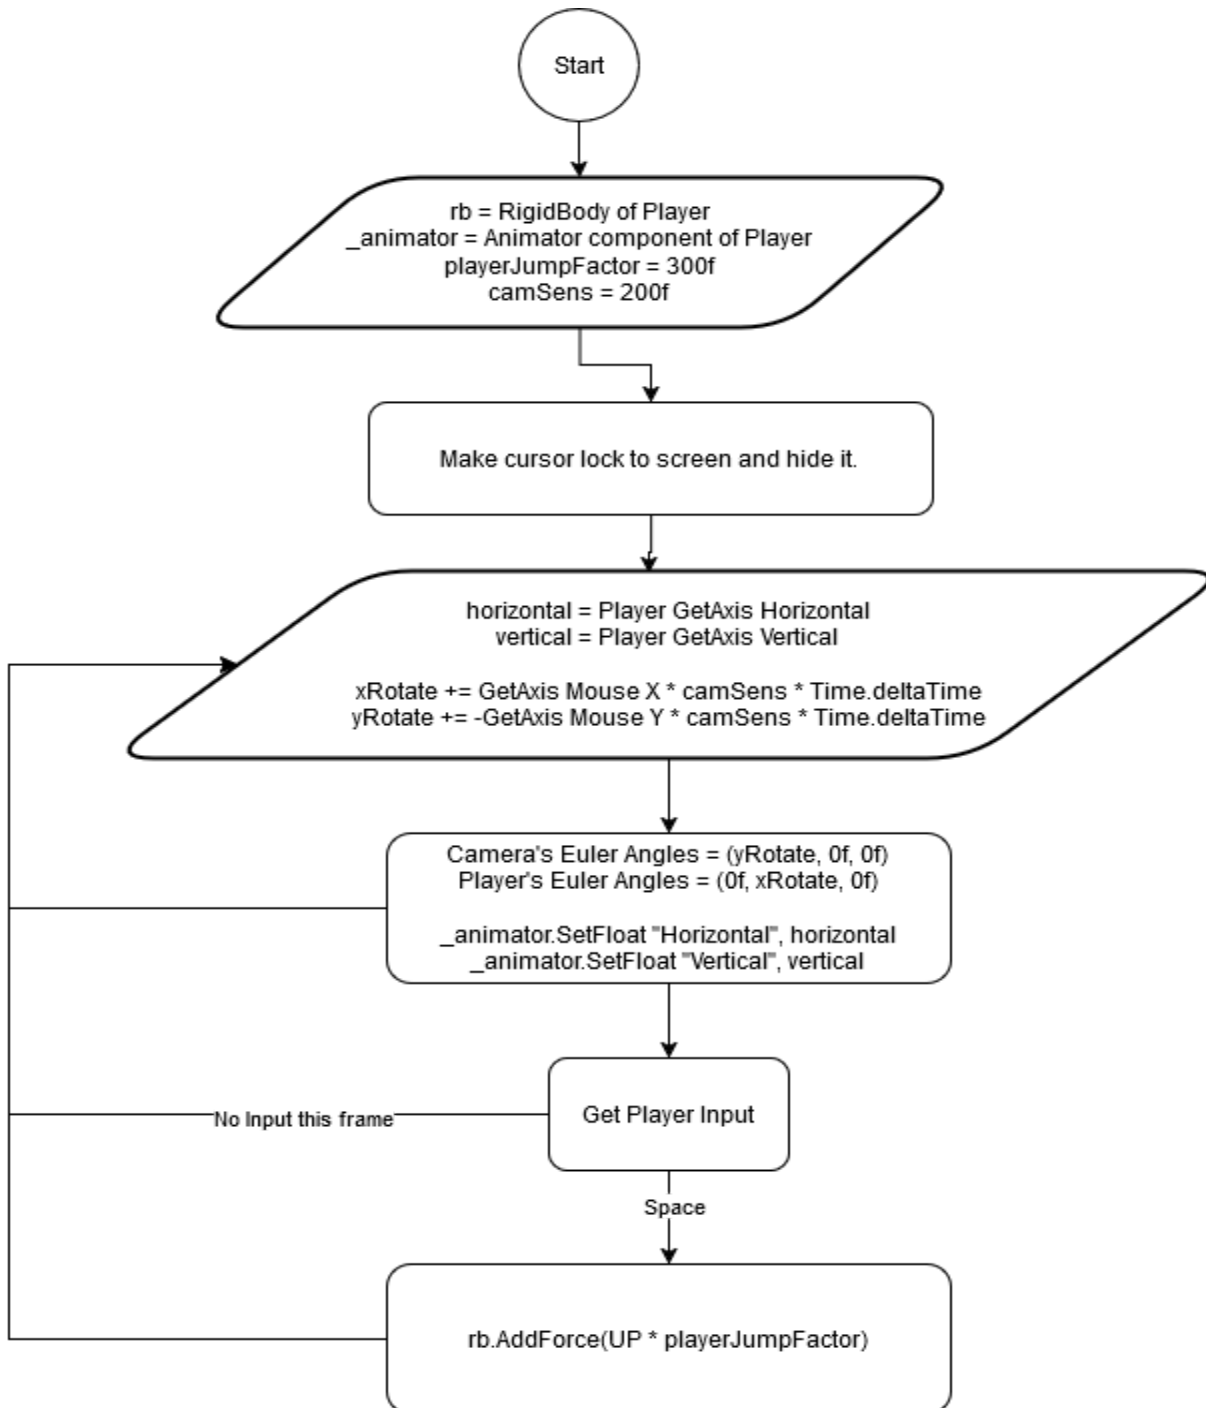 Start
rb = RigidBody of Player
_animator = Animator component of Player
playerJumpFactor = 300f
camSens = 200f
Make cursor lock to screen and hide it.
horizontal = Player GetAxis Horizontal
vertical = Player GetAxis Vertical
xRotate += GetAxis Mouse X * camSens * Time.deltaTime
yRotate += -GetAxis Mouse Y * camSens * Time.deltaTime
Camera's Euler Angles = (yRotate, 0f, 0f)
Player's Euler Angles = (0f, xRotate, 0f)
_animator.SetFloat "Horizontal", horizontal
_animator.SetFloat "Vertical", vertical
No Input this frame
Get Player Input
Space
rb.AddForce(UP * playerJumpFactor)